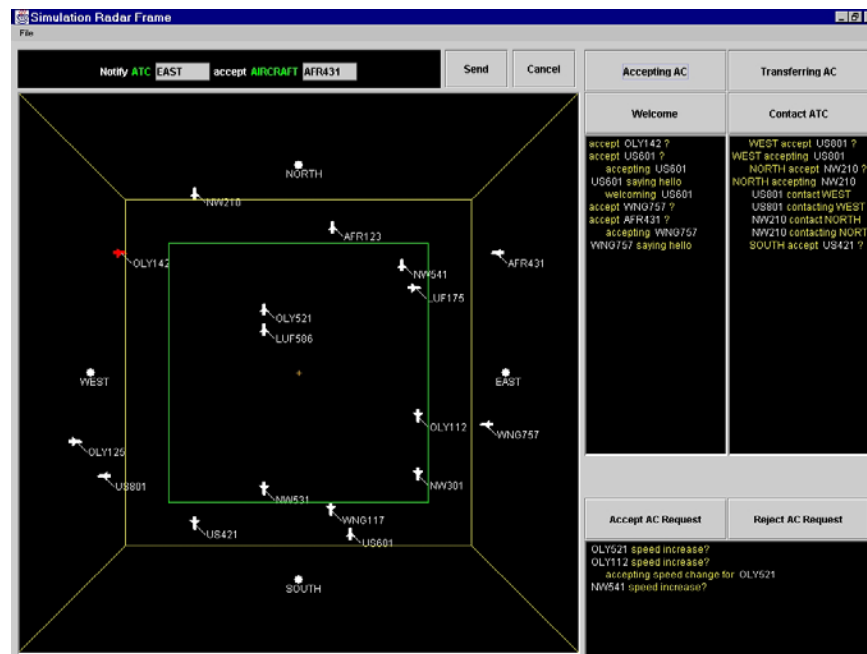 Simulation Radar Frame
File
Notify ATC EAST accept AIRCRAFT AFR431
Send
Cancel
Accepting AC
Transferring AC
Welcome
Contact ATC
accept OLY142 ?
accept US601 ?
accepting US601
US601 saying hello
welcoming US601
accept WNG757 ?
accept AFR431 ?
accepting WNG757
WNG757 saying hello
WEST accept US801 ?
WEST accepting US801
NORTH accept NW210 ?
NORTH accepting NW210
US801 contact WEST
US801 contacting WEST
NW210 contact NORTH
NW210 contacting NORT
SOUTH accept US421 ?
NORTH
NW210
AFR123
OLY142
AFR431
NW541
LUF175
OLY521
LUF586
WEST
EAST
OLY112
WNG757
OLY125
US801
NW301
NW531
WNG117
US421
US601
SOUTH
Accept AC Request
Reject AC Request
OLY521 speed increase?
OLY112 speed increase?
accepting speed change for OLY521
NW541 speed increase?